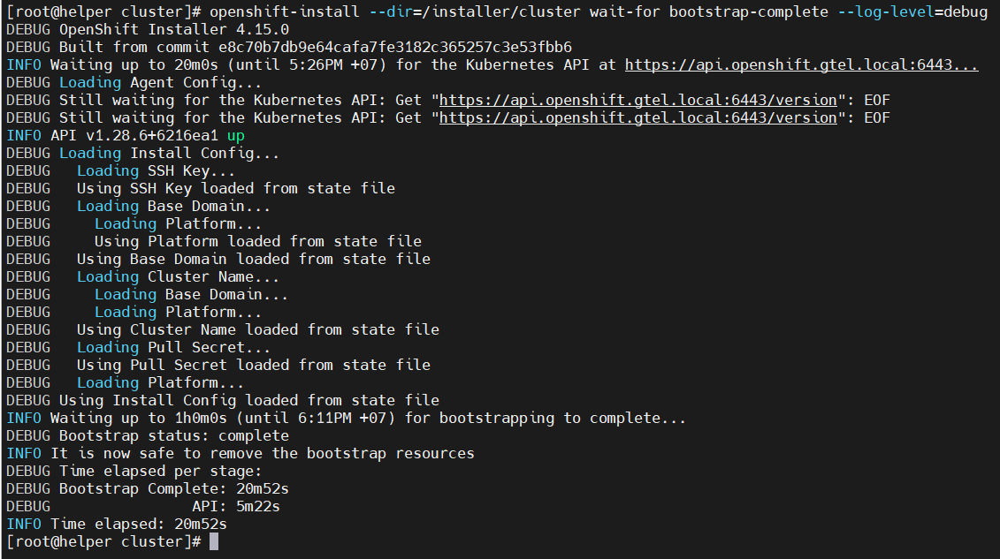 [root@helper cluster]# openshift-install --dir=/installer/cluster wait-for bootstrap-complete --log-level=debug
DEBUG OpenShift Installer 4.15.0
DEBUG Built from commit e8c70b7db9e64cafa7fe3182c365257c3e53fbb6
INFO Waiting up to 20m0s (until 5:26PM +07) for the Kubernetes API at https://api.openshift.gtel.local:6443...
DEBUG Loading Agent Config...
DEBUG Still waiting for the Kubernetes API: Get "https://api.openshift.gtel.local:6443/version": EOF
DEBUG Still waiting for the Kubernetes API: Get "https://api.openshift.gtel.local:6443/version": EOF
INFO API v1.28.6+6216ea1 up
DEBUG Loading Install Config...
DEBUG   Loading SSH Key...
DEBUG   Using SSH Key loaded from state file
DEBUG   Loading Base Domain...
DEBUG     Loading Platform...
DEBUG     Using Platform loaded from state file
DEBUG   Using Base Domain loaded from state file
DEBUG   Loading Cluster Name...
DEBUG     Loading Base Domain...
DEBUG     Loading Platform...
DEBUG   Using Cluster Name loaded from state file
DEBUG   Loading Pull Secret...
DEBUG   Using Pull Secret loaded from state file
DEBUG   Loading Platform...
DEBUG Using Install Config loaded from state file
INFO Waiting up to 1h0m0s (until 6:11PM +07) for bootstrapping to complete...
DEBUG Bootstrap status: complete
INFO It is now safe to remove the bootstrap resources
DEBUG Time elapsed per stage:
DEBUG Bootstrap Complete: 20m52s
DEBUG                API: 5m22s
INFO Time elapsed: 20m52s
[root@helper cluster]#